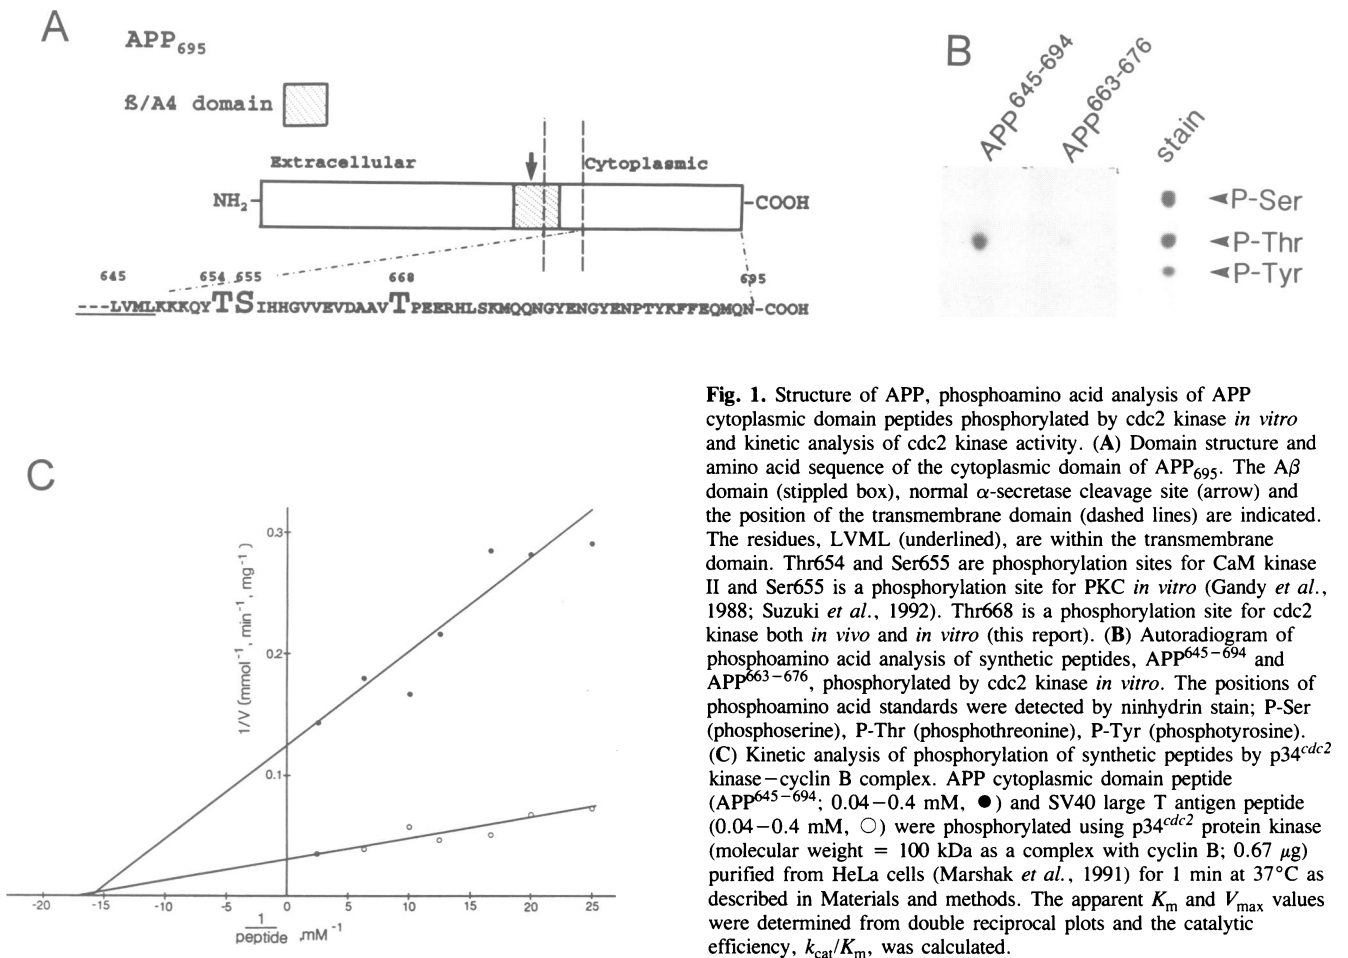 A
APP695
ß/A4 domain
Extracellular
Cytoplasmic
NH2
-COOH
645 654 655 668 695
---LVMLKKKQYTSIHHGVVEVDAAVTPEERHLSKMQQNGYENGYENPTYKFFEQMQN-COOH
B
APP645-694
APP663-676
stain
P-Ser
P-Thr
P-Tyr
C
1/V (mmol-1, min-1, mg-1)
0.3
0.2
0.1
-20 -15 -10 -5 0 5 10 15 20 25
1
peptide ,mM-1
Fig. 1. Structure of APP, phosphoamino acid analysis of APP
cytoplasmic domain peptides phosphorylated by cdc2 kinase in vitro
and kinetic analysis of cdc2 kinase activity. (A) Domain structure and
amino acid sequence of the cytoplasmic domain of APP695. The Aβ
domain (stippled box), normal α-secretase cleavage site (arrow) and
the position of the transmembrane domain (dashed lines) are indicated.
The residues, LVML (underlined), are within the transmembrane
domain. Thr654 and Ser655 are phosphorylation sites for CaM kinase
II and Ser655 is a phosphorylation site for PKC in vitro (Gandy et al.,
1988; Suzuki et al., 1992). Thr668 is a phosphorylation site for cdc2
kinase both in vivo and in vitro (this report). (B) Autoradiogram of
phosphoamino acid analysis of synthetic peptides, APP645−694 and
APP663−676, phosphorylated by cdc2 kinase in vitro. The positions of
phosphoamino acid standards were detected by ninhydrin stain; P-Ser
(phosphoserine), P-Thr (phosphothreonine), P-Tyr (phosphotyrosine).
(C) Kinetic analysis of phosphorylation of synthetic peptides by p34cdc2
kinase−cyclin B complex. APP cytoplasmic domain peptide
(APP645−694; 0.04−0.4 mM, ●) and SV40 large T antigen peptide
(0.04−0.4 mM, ○) were phosphorylated using p34cdc2 protein kinase
(molecular weight = 100 kDa as a complex with cyclin B; 0.67 μg)
purified from HeLa cells (Marshak et al., 1991) for 1 min at 37°C as
described in Materials and methods. The apparent Km and Vmax values
were determined from double reciprocal plots and the catalytic
efficiency, kcat/Km, was calculated.